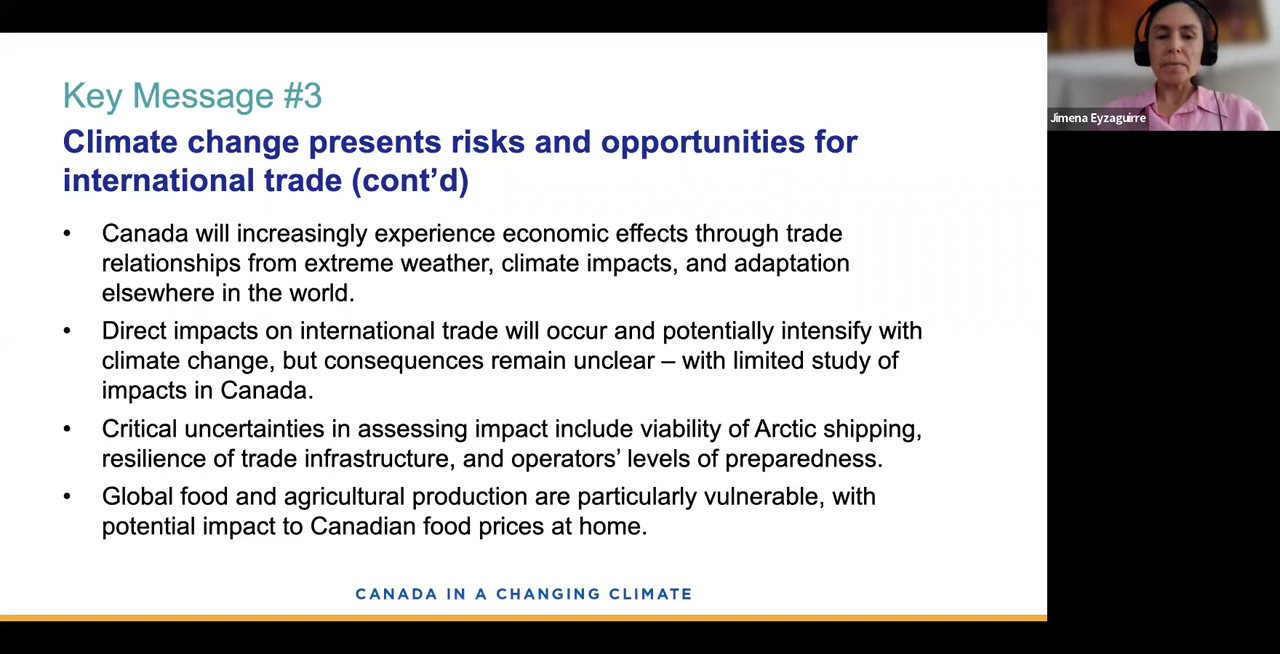 Key Message #3
Climate change presents risks and opportunities for
international trade (cont’d)
• Canada will increasingly experience economic effects through trade
relationships from extreme weather, climate impacts, and adaptation
elsewhere in the world.
• Direct impacts on international trade will occur and potentially intensify with
climate change, but consequences remain unclear – with limited study of
impacts in Canada.
• Critical uncertainties in assessing impact include viability of Arctic shipping,
resilience of trade infrastructure, and operators’ levels of preparedness.
• Global food and agricultural production are particularly vulnerable, with
potential impact to Canadian food prices at home.
CANADA IN A CHANGING CLIMATE
Jimena Eyzaguirre